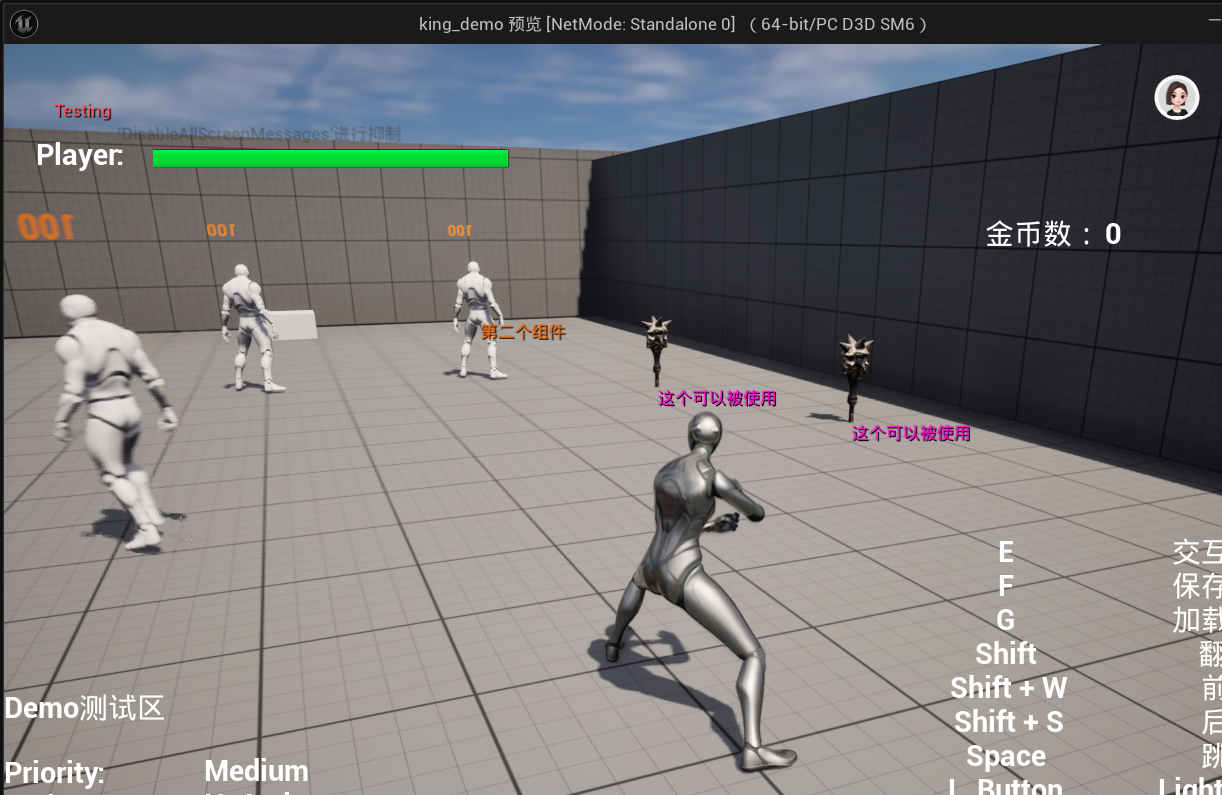 king_demo 预览 [NetMode: Standalone 0] （ 64-bit/PC D3D SM6 ）
Testing
'DisableAllScreenMessages'进行抑制
Player:
100
100
100
金币数： 0
第二个组件
这个可以被使用
这个可以被使用
E 交互
F 保存
G 加载
Shift 翻
Shift + W 前
Shift + S 后
Space 跳
L Button Light
Demo测试区
Priority: Medium